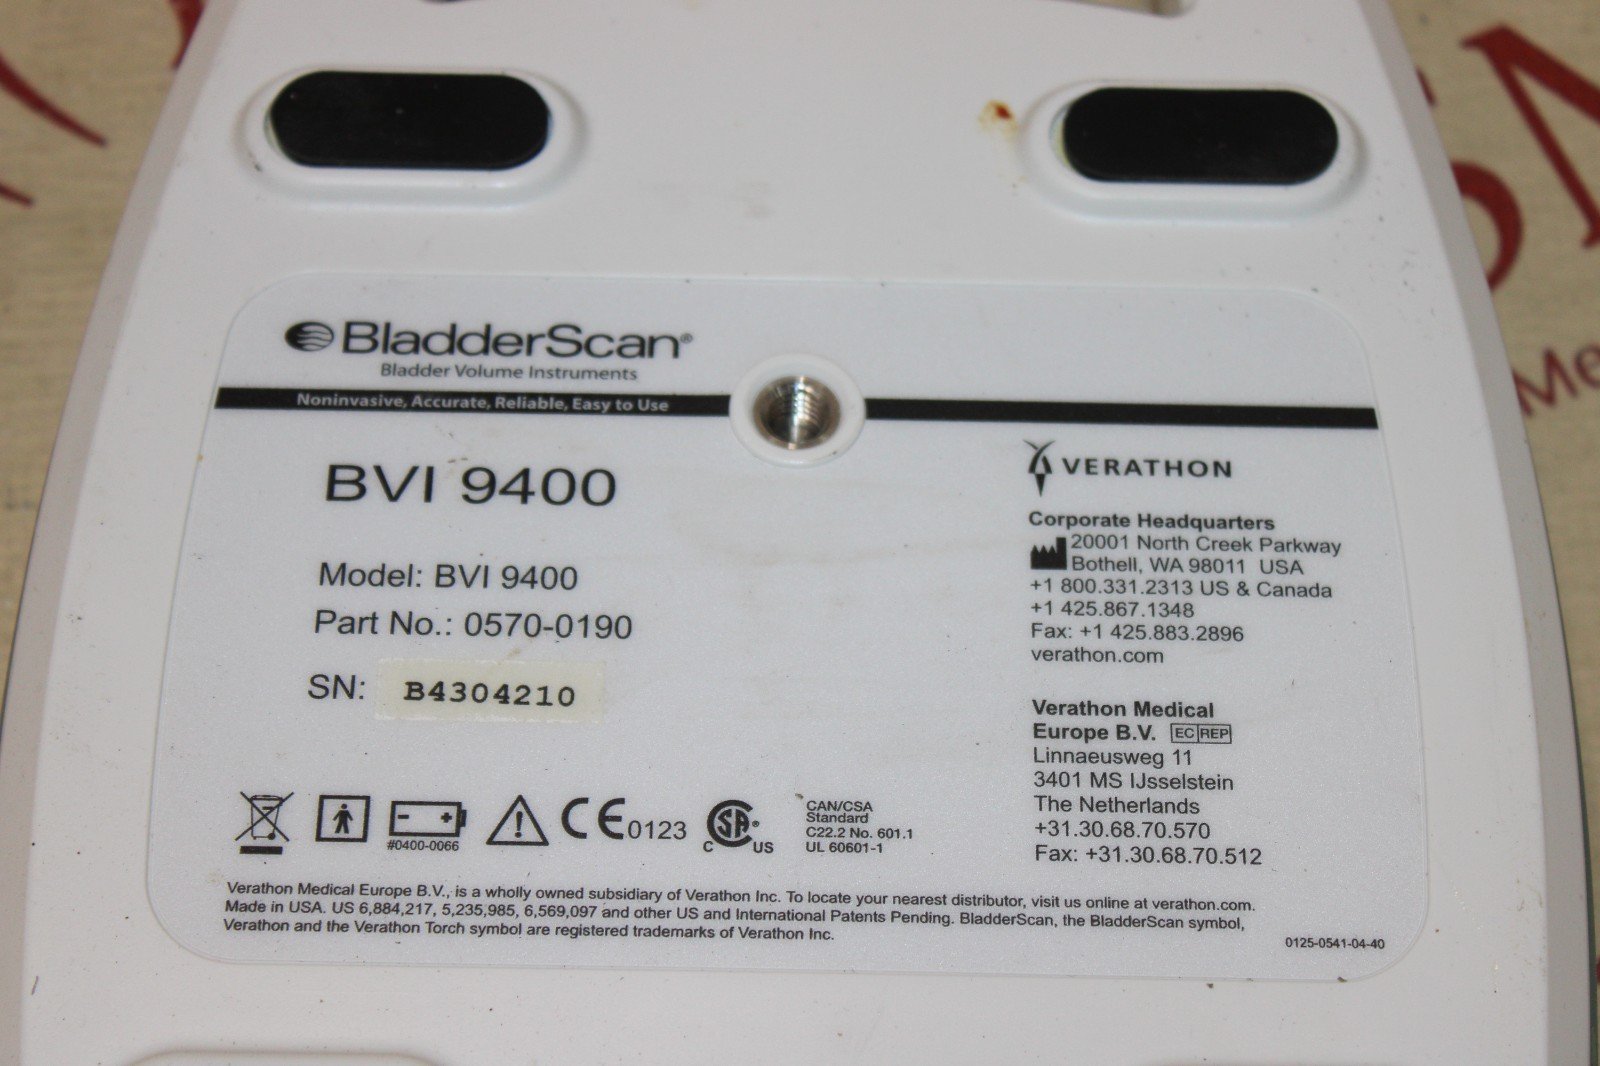 BladderScan®
Bladder Volume Instruments
Noninvasive, Accurate, Reliable, Easy to Use
BVI 9400
Model: BVI 9400
Part No.: 0570-0190
SN: B4304210
#0400-0066
CE 0123
C SA® US
CAN/CSA
Standard
C22.2 No. 601.1
UL 60601-1
VERATHON
Corporate Headquarters
20001 North Creek Parkway
Bothell, WA 98011 USA
+1 800.331.2313 US & Canada
+1 425.867.1348
Fax: +1 425.883.2896
verathon.com
Verathon Medical
Europe B.V. EC REP
Linnaeusweg 11
3401 MS IJsselstein
The Netherlands
+31.30.68.70.570
Fax: +31.30.68.70.512
Verathon Medical Europe B.V., is a wholly owned subsidiary of Verathon Inc. To locate your nearest distributor, visit us online at verathon.com.
Made in USA. US 6,884,217, 5,235,985, 6,569,097 and other US and International Patents Pending. BladderScan, the BladderScan symbol,
Verathon and the Verathon Torch symbol are registered trademarks of Verathon Inc.
0125-0541-04-40